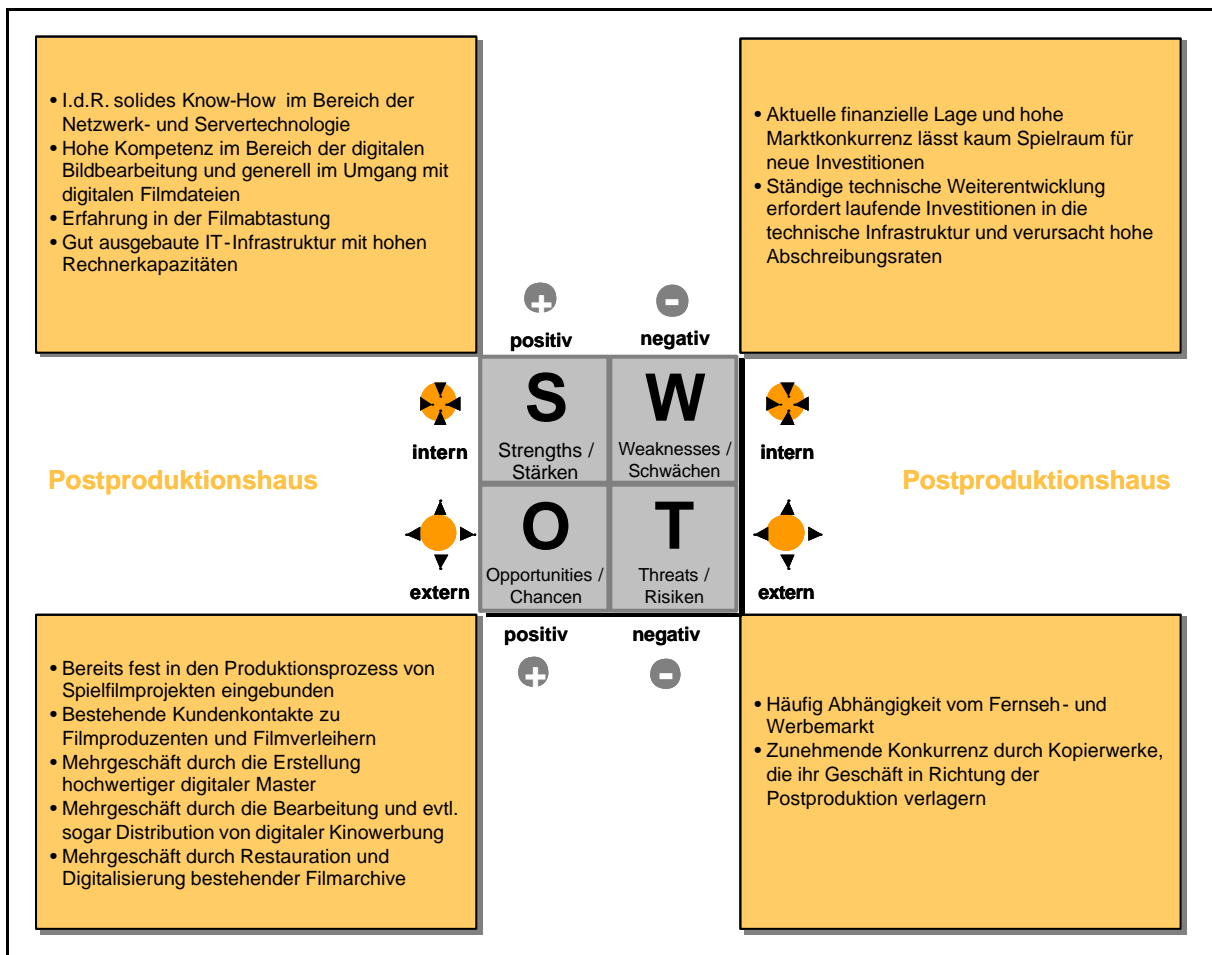 • I.d.R. solides Know-How im Bereich der
Netzwerk- und Servertechnologie
• Hohe Kompetenz im Bereich der digitalen
Bildbearbeitung und generell im Umgang mit
digitalen Filmdateien
• Erfahrung in der Filmabtastung
• Gut ausgebaute IT-Infrastruktur mit hohen
Rechnerkapazitäten
• Aktuelle finanzielle Lage und hohe
Marktkonkurrenz lässt kaum Spielraum für
neue Investitionen
• Ständige technische Weiterentwicklung
erfordert laufende Investitionen in die
technische Infrastruktur und verursacht hohe
Abschreibungsraten
+
-
positiv
negativ
S
W
intern
Strengths /
Stärken
Weaknesses /
Schwächen
intern
Postproduktionshaus
Postproduktionshaus
O
T
extern
Opportunities /
Chancen
Threats /
Risiken
extern
positiv
negativ
+
-
• Bereits fest in den Produktionsprozess von
Spielfilmprojekten eingebunden
• Bestehende Kundenkontakte zu
Filmproduzenten und Filmverleihern
• Mehrgeschäft durch die Erstellung
hochwertiger digitaler Master
• Mehrgeschäft durch die Bearbeitung und evtl.
sogar Distribution von digitaler Kinowerbung
• Mehrgeschäft durch Restauration und
Digitalisierung bestehender Filmarchive
• Häufig Abhängigkeit vom Fernseh- und
Werbemarkt
• Zunehmende Konkurrenz durch Kopierwerke,
die ihr Geschäft in Richtung der
Postproduktion verlagern